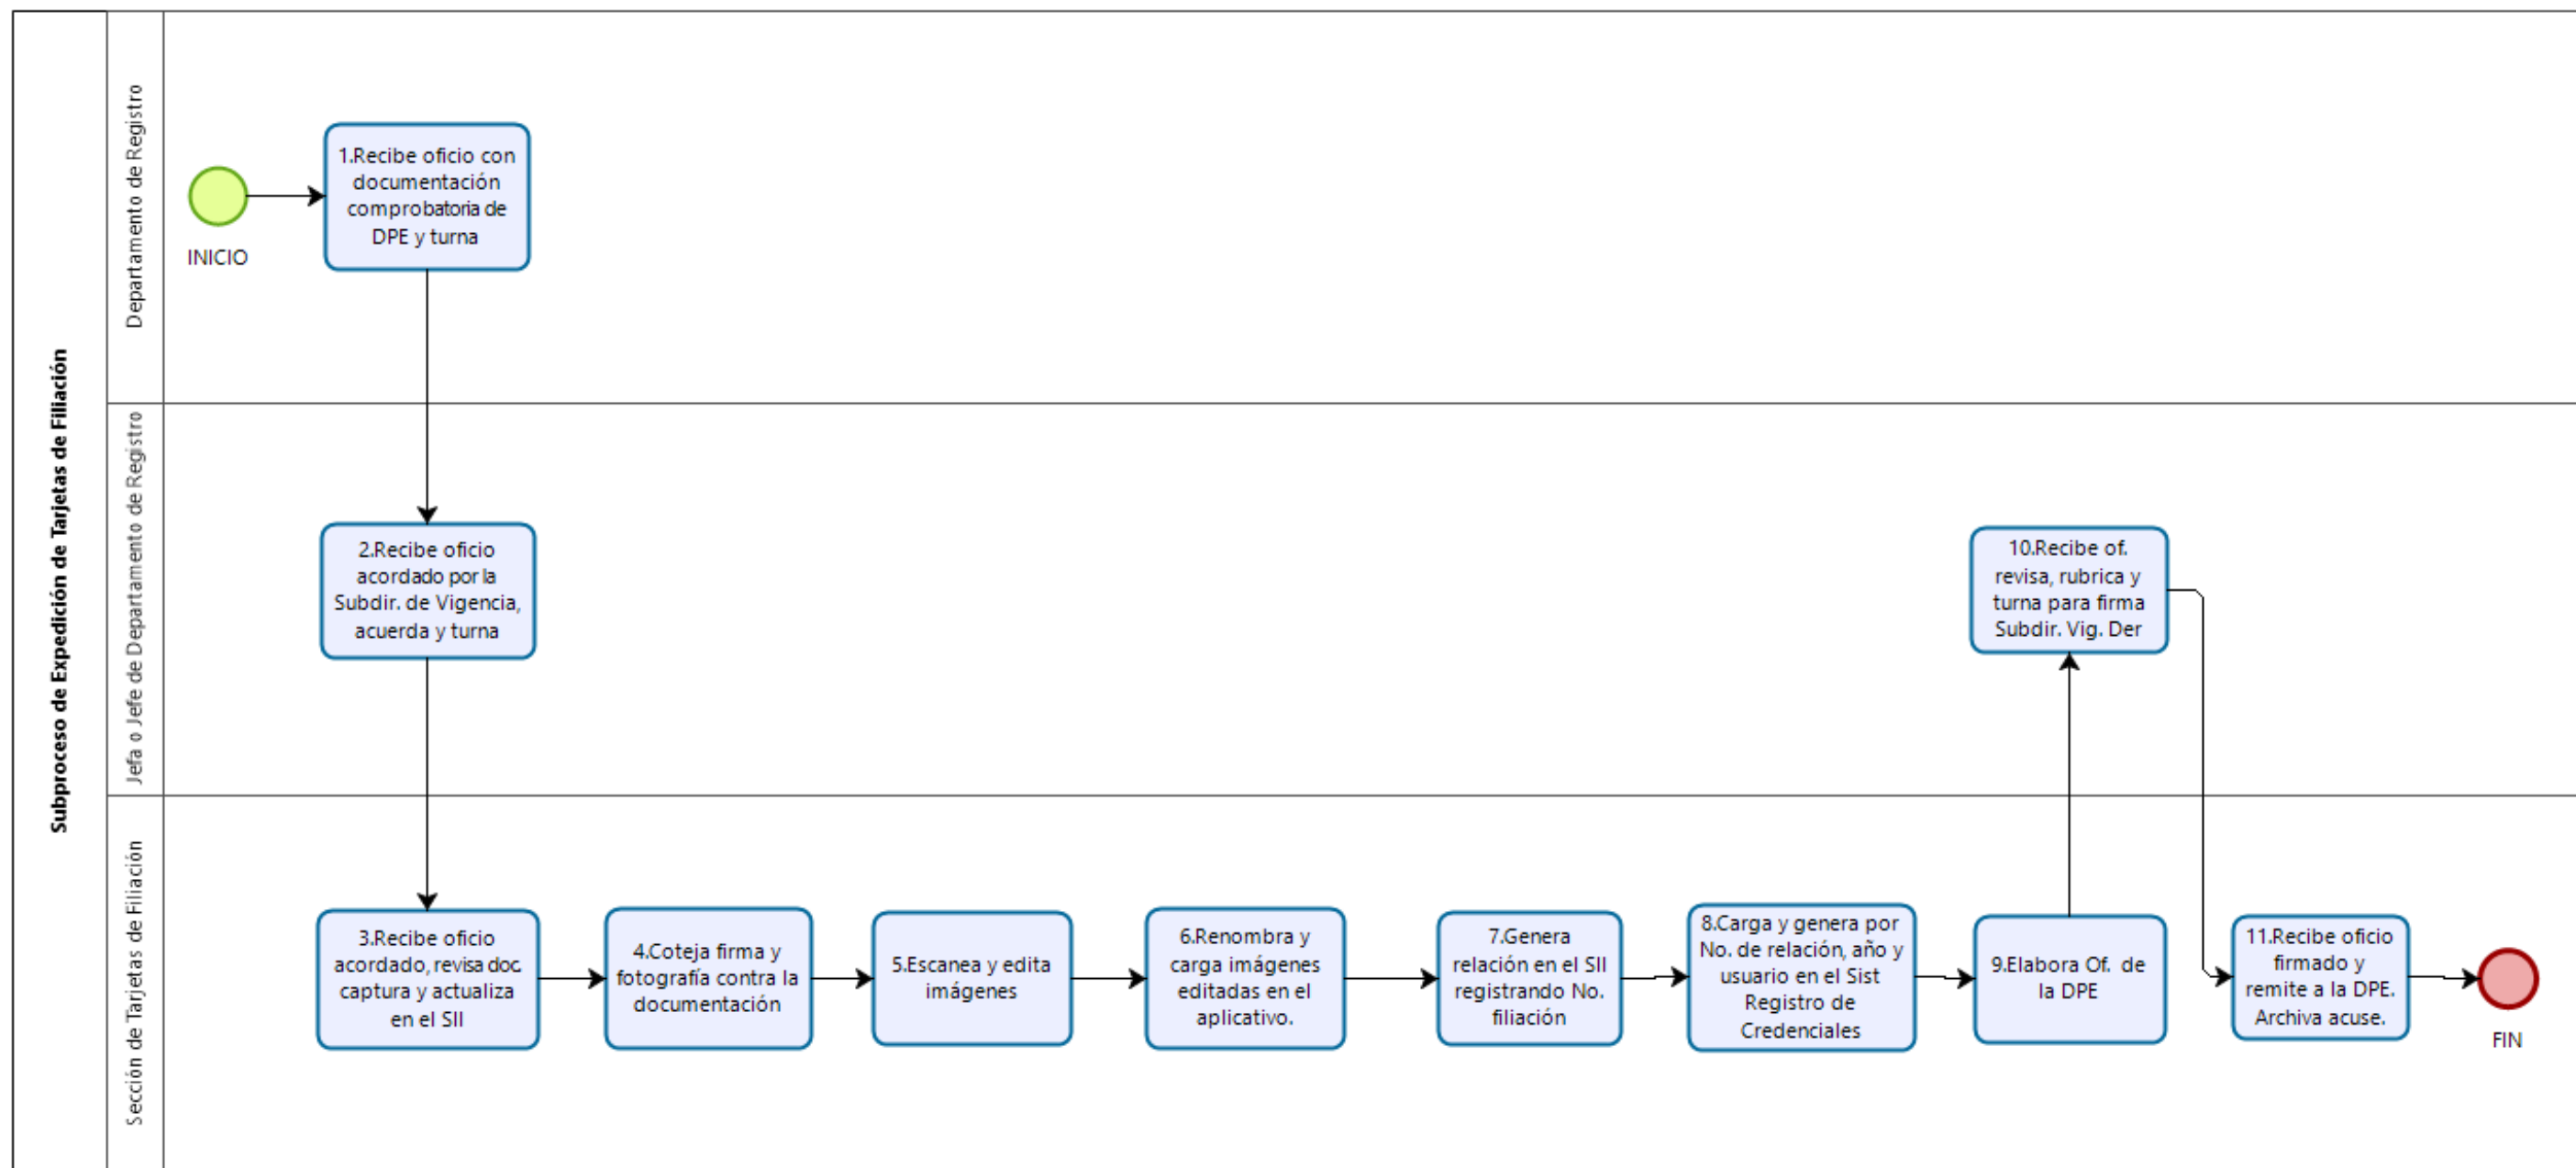 Subproceso de Expedición de Tarjetas de Filiación
Departamento de Registro
INICIO
1.Recibe oficio con
documentación
comprobatoria de
DPE y turna
Jefa o Jefe de Departamento de Registro
2.Recibe oficio
acordado por la
Subdir. de Vigencia,
acuerda y turna
10.Recibe of.
revisa, rubrica y
turna para firma
Subdir. Vig. Der
Sección de Tarjetas de Filiación
3.Recibe oficio
acordado, revisa doc.
captura y actualiza
en el SII
4.Coteja firma y
fotografía contra la
documentación
5.Escanea y edita
imágenes
6.Renombra y
carga imágenes
editadas en el
aplicativo.
7.Genera
relación en el SII
registrando No.
filiación
8.Carga y genera por
No. de relación, año y
usuario en el Sist
Registro de
Credenciales
9.Elabora Of. de
la DPE
11.Recibe oficio
firmado y
remite a la DPE.
Archiva acuse.
FIN